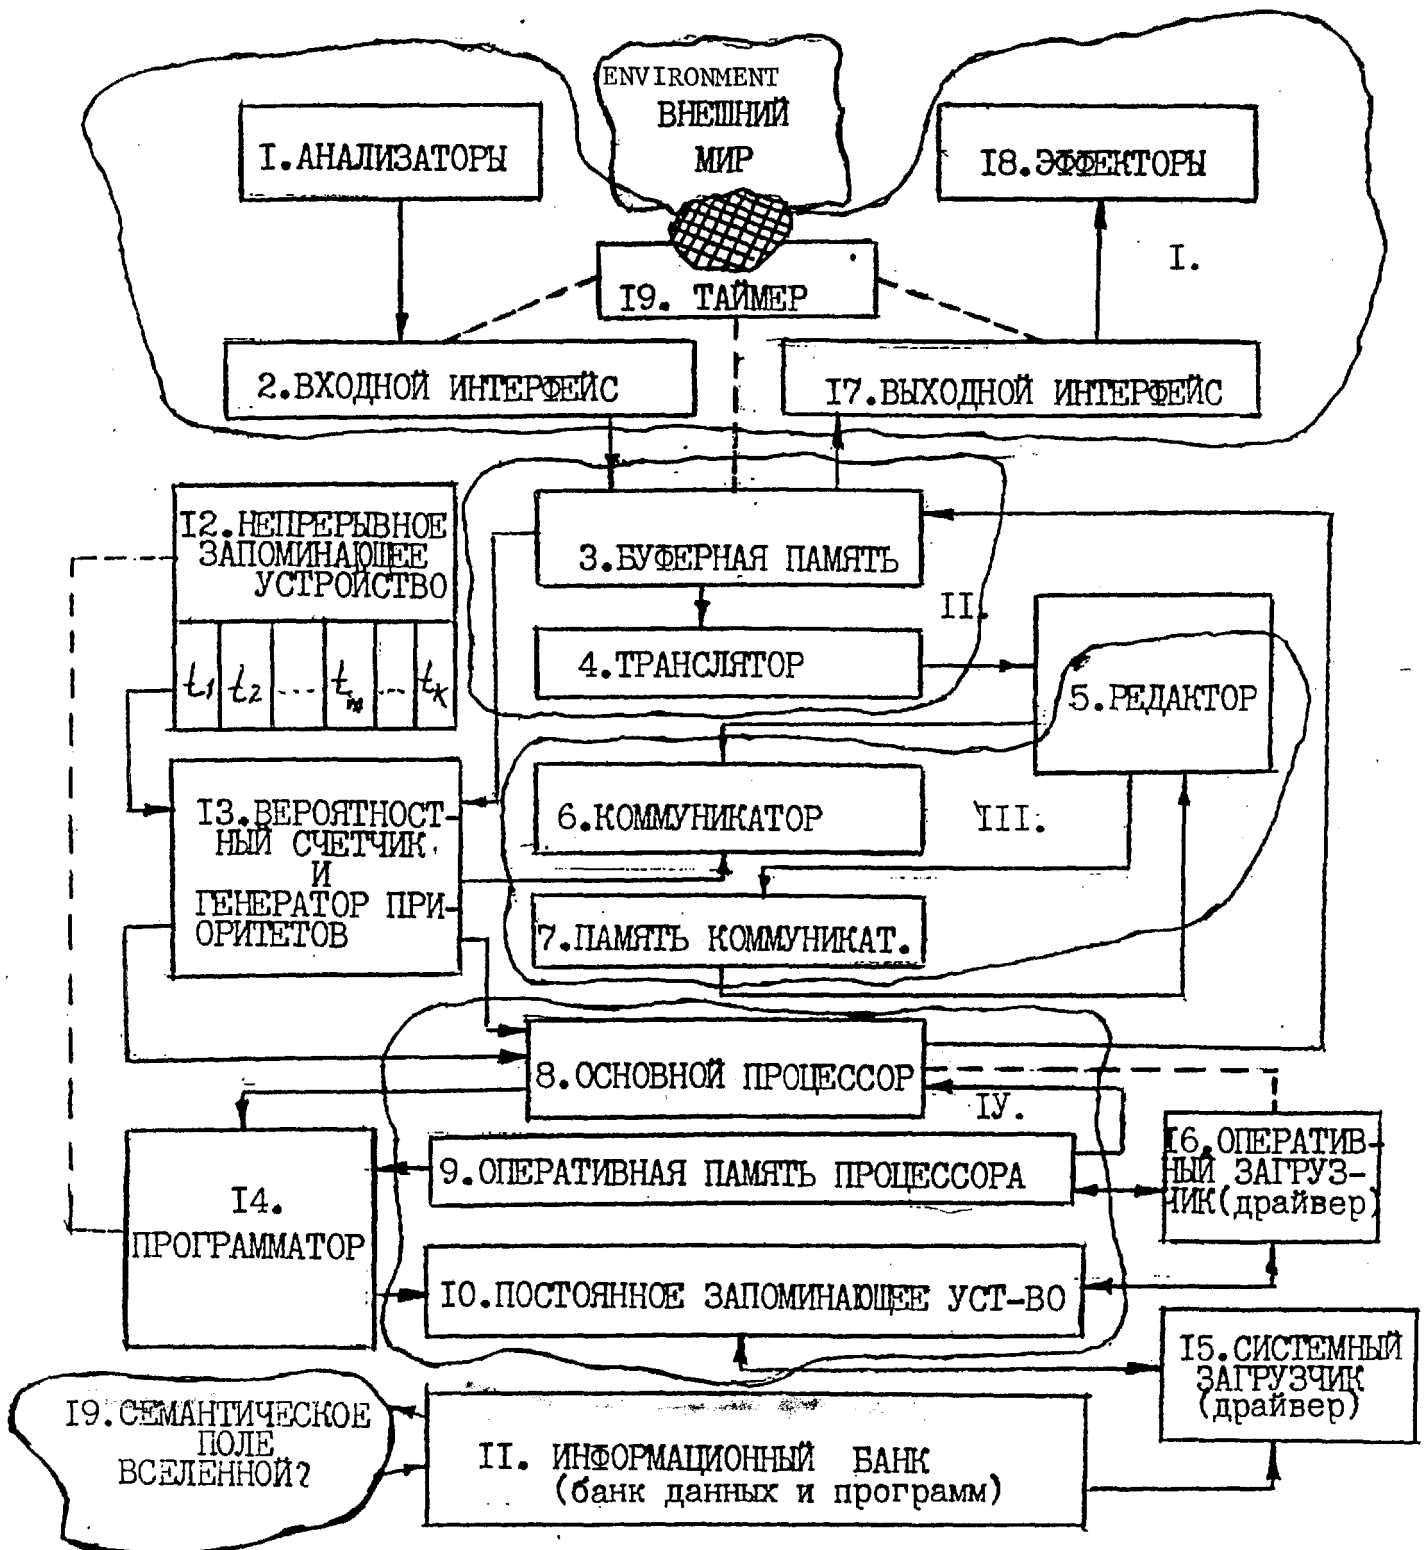 ENVIRONMENT
ВНЕШНИЙ
МИР
I.АНАЛИЗАТОРЫ
I8.ЭФФЕКТОРЫ
I.
I9. ТАЙМЕР
2.ВХОДНОЙ ИНТЕРФЕЙС
I7.ВЫХОДНОЙ ИНТЕРФЕЙС
I2.НЕПРЕРЫВНОЕ
ЗАПОМИНАЮЩЕЕ
УСТРОЙСТВО
t1 t2 ... tm ... tк
3.БУФЕРНАЯ ПАМЯТЬ
II.
4.ТРАНСЛЯТОР
5.РЕДАКТОР
I3.ВЕРОЯТНОСТ-
НЫЙ СЧЕТЧИК
И
ГЕНЕРАТОР ПРИ-
ОРИТЕТОВ
6.КОММУНИКАТОР
III.
7.ПАМЯТЬ КОММУНИКАТ.
8.ОСНОВНОЙ ПРОЦЕССОР
IУ.
9.ОПЕРАТИВНАЯ ПАМЯТЬ ПРОЦЕССОРА
I6.ОПЕРАТИВ-
НЫЙ ЗАГРУЗ-
ЧИК(драйвер)
I4.
ПРОГРАММАТОР
I0.ПОСТОЯННОЕ ЗАПОМИНАЮЩЕЕ УСТ-ВО
I5.СИСТЕМНЫЙ
ЗАГРУЗЧИК
(драйвер)
I9.СЕМАНТИЧЕСКОЕ
ПОЛЕ
ВСЕЛЕННОЙ?
II. ИНФОРМАЦИОННЫЙ БАНК
(банк данных и программ)